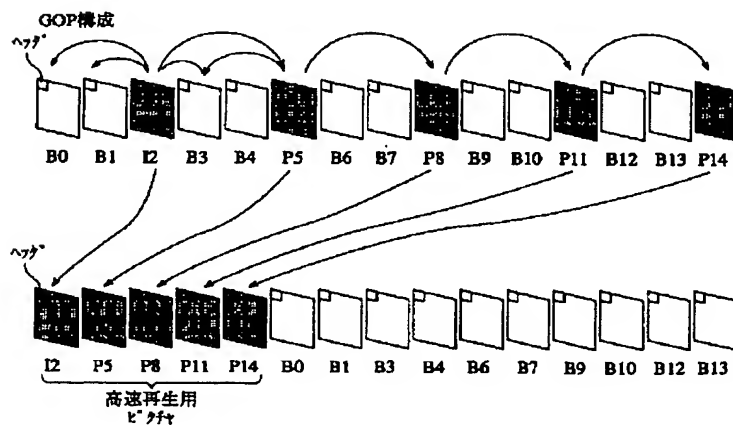 GOP構成
ヘッダ
B0 B1 I2 B3 B4 P5 B6 B7 P8 B9 B10 P11 B12 B13 P14
ヘッダ
I2 P5 P8 P11 P14 B0 B1 B3 B4 B6 B7 B9 B10 B12 B13
高速再生用
ピクチャ